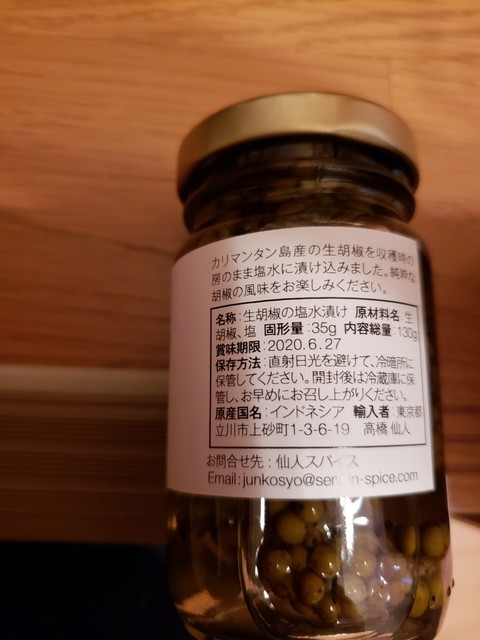 カリマンタン島産の生胡椒を収穫時の
房のまま塩水に漬け込みました。純粋な
胡椒の風味をお楽しみください。
名称:生胡椒の塩水漬け 原材料名:生
胡椒、塩 固形量:35g 内容総量:130g
賞味期限:2020.6.27
保存方法:直射日光を避けて、冷暗所に
保管してください。開封後は冷蔵庫に保
管し、お早めにお召し上がりください。
原産国名:インドネシア 輸入者:東京都
立川市上砂町1-3-6-19 高橋 仙人
お問合せ先:仙人スパイス
Email:junkosyo@sennin-spice.com